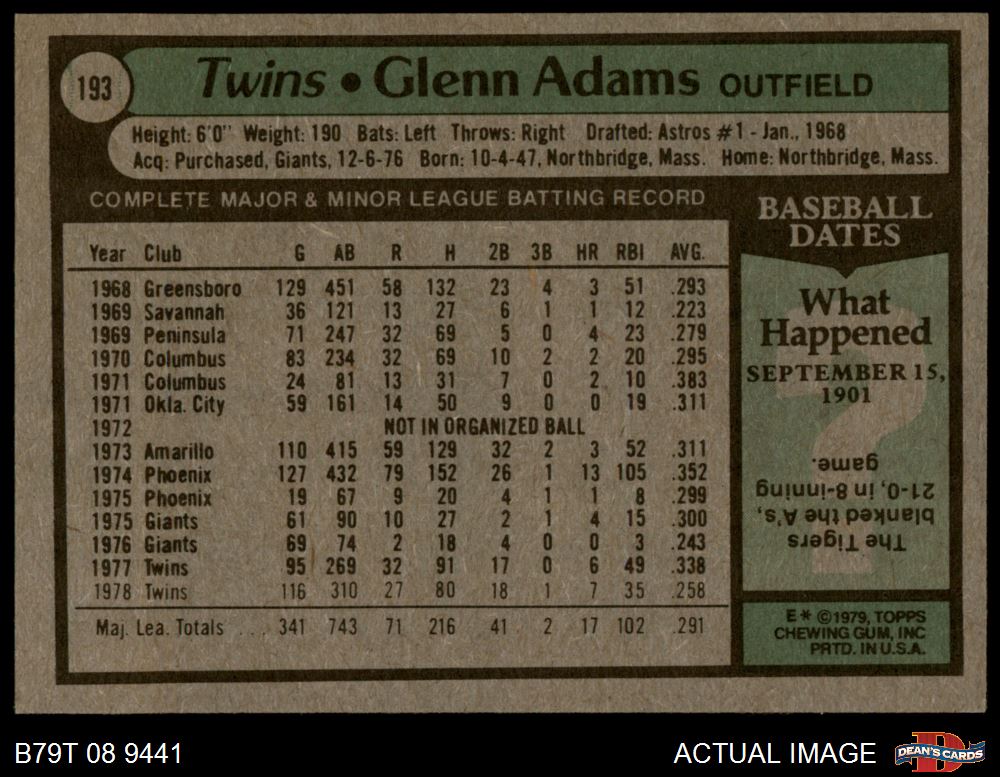 193
Twins • Glenn Adams OUTFIELD
Height: 6'0" Weight: 190 Bats: Left Throws: Right Drafted: Astros #1 - Jan., 1968
Acq: Purchased, Giants, 12-6-76 Born: 10-4-47, Northbridge, Mass. Home: Northbridge, Mass.
COMPLETE MAJOR & MINOR LEAGUE BATTING RECORD
Year Club G AB R H 2B 3B HR RBI AVG.
1968 Greensboro 129 451 58 132 23 4 3 51 .293
1969 Savannah 36 121 13 27 6 1 1 12 .223
1969 Peninsula 71 247 32 69 5 0 4 23 .279
1970 Columbus 83 234 32 69 10 2 2 20 .295
1971 Columbus 24 81 13 31 7 0 2 10 .383
1971 Okla. City 59 161 14 50 9 0 0 19 .311
1972 NOT IN ORGANIZED BALL
1973 Amarillo 110 415 59 129 32 2 3 52 .311
1974 Phoenix 127 432 79 152 26 1 13 105 .352
1975 Phoenix 19 67 9 20 4 1 1 8 .299
1975 Giants 61 90 10 27 2 1 4 15 .300
1976 Giants 69 74 2 18 4 0 0 3 .243
1977 Twins 95 269 32 91 17 0 6 49 .338
1978 Twins 116 310 27 80 18 1 7 35 .258
Maj. Lea. Totals ... 341 743 71 216 41 2 17 102 .291
BASEBALL
DATES
What
Happened
SEPTEMBER 15,
1901
The Tigers
blanked the A's,
21-0, in 8-inning
game.
E* ©1979, TOPPS
CHEWING GUM, INC
PRTD. IN U.S.A.
B79T 08 9441
ACTUAL IMAGE
DEAN'S CARDS